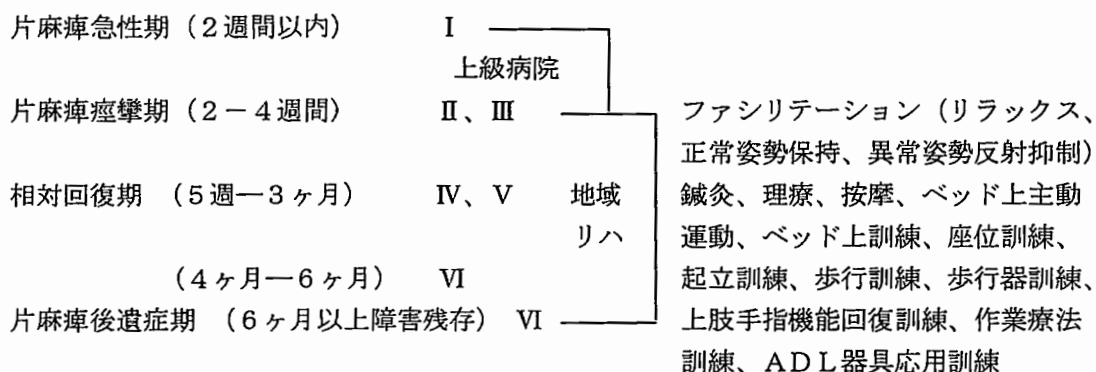 片麻痺急性期（2週間以内） Ⅰ
上級病院
片麻痺痙攣期（2－4週間） Ⅱ、Ⅲ ファシリテーション（リラックス、
正常姿勢保持、異常姿勢反射抑制）
相対回復期 （5週―3ヶ月） Ⅳ、Ⅴ 地域 鍼灸、理療、按摩、ベッド上主動
リハ 運動、ベッド上訓練、座位訓練、
（4ヶ月―6ヶ月） Ⅵ 起立訓練、歩行訓練、歩行器訓練、
片麻痺後遺症期 （6ヶ月以上障害残存） Ⅵ 上肢手指機能回復訓練、作業療法
訓練、ADL器具応用訓練